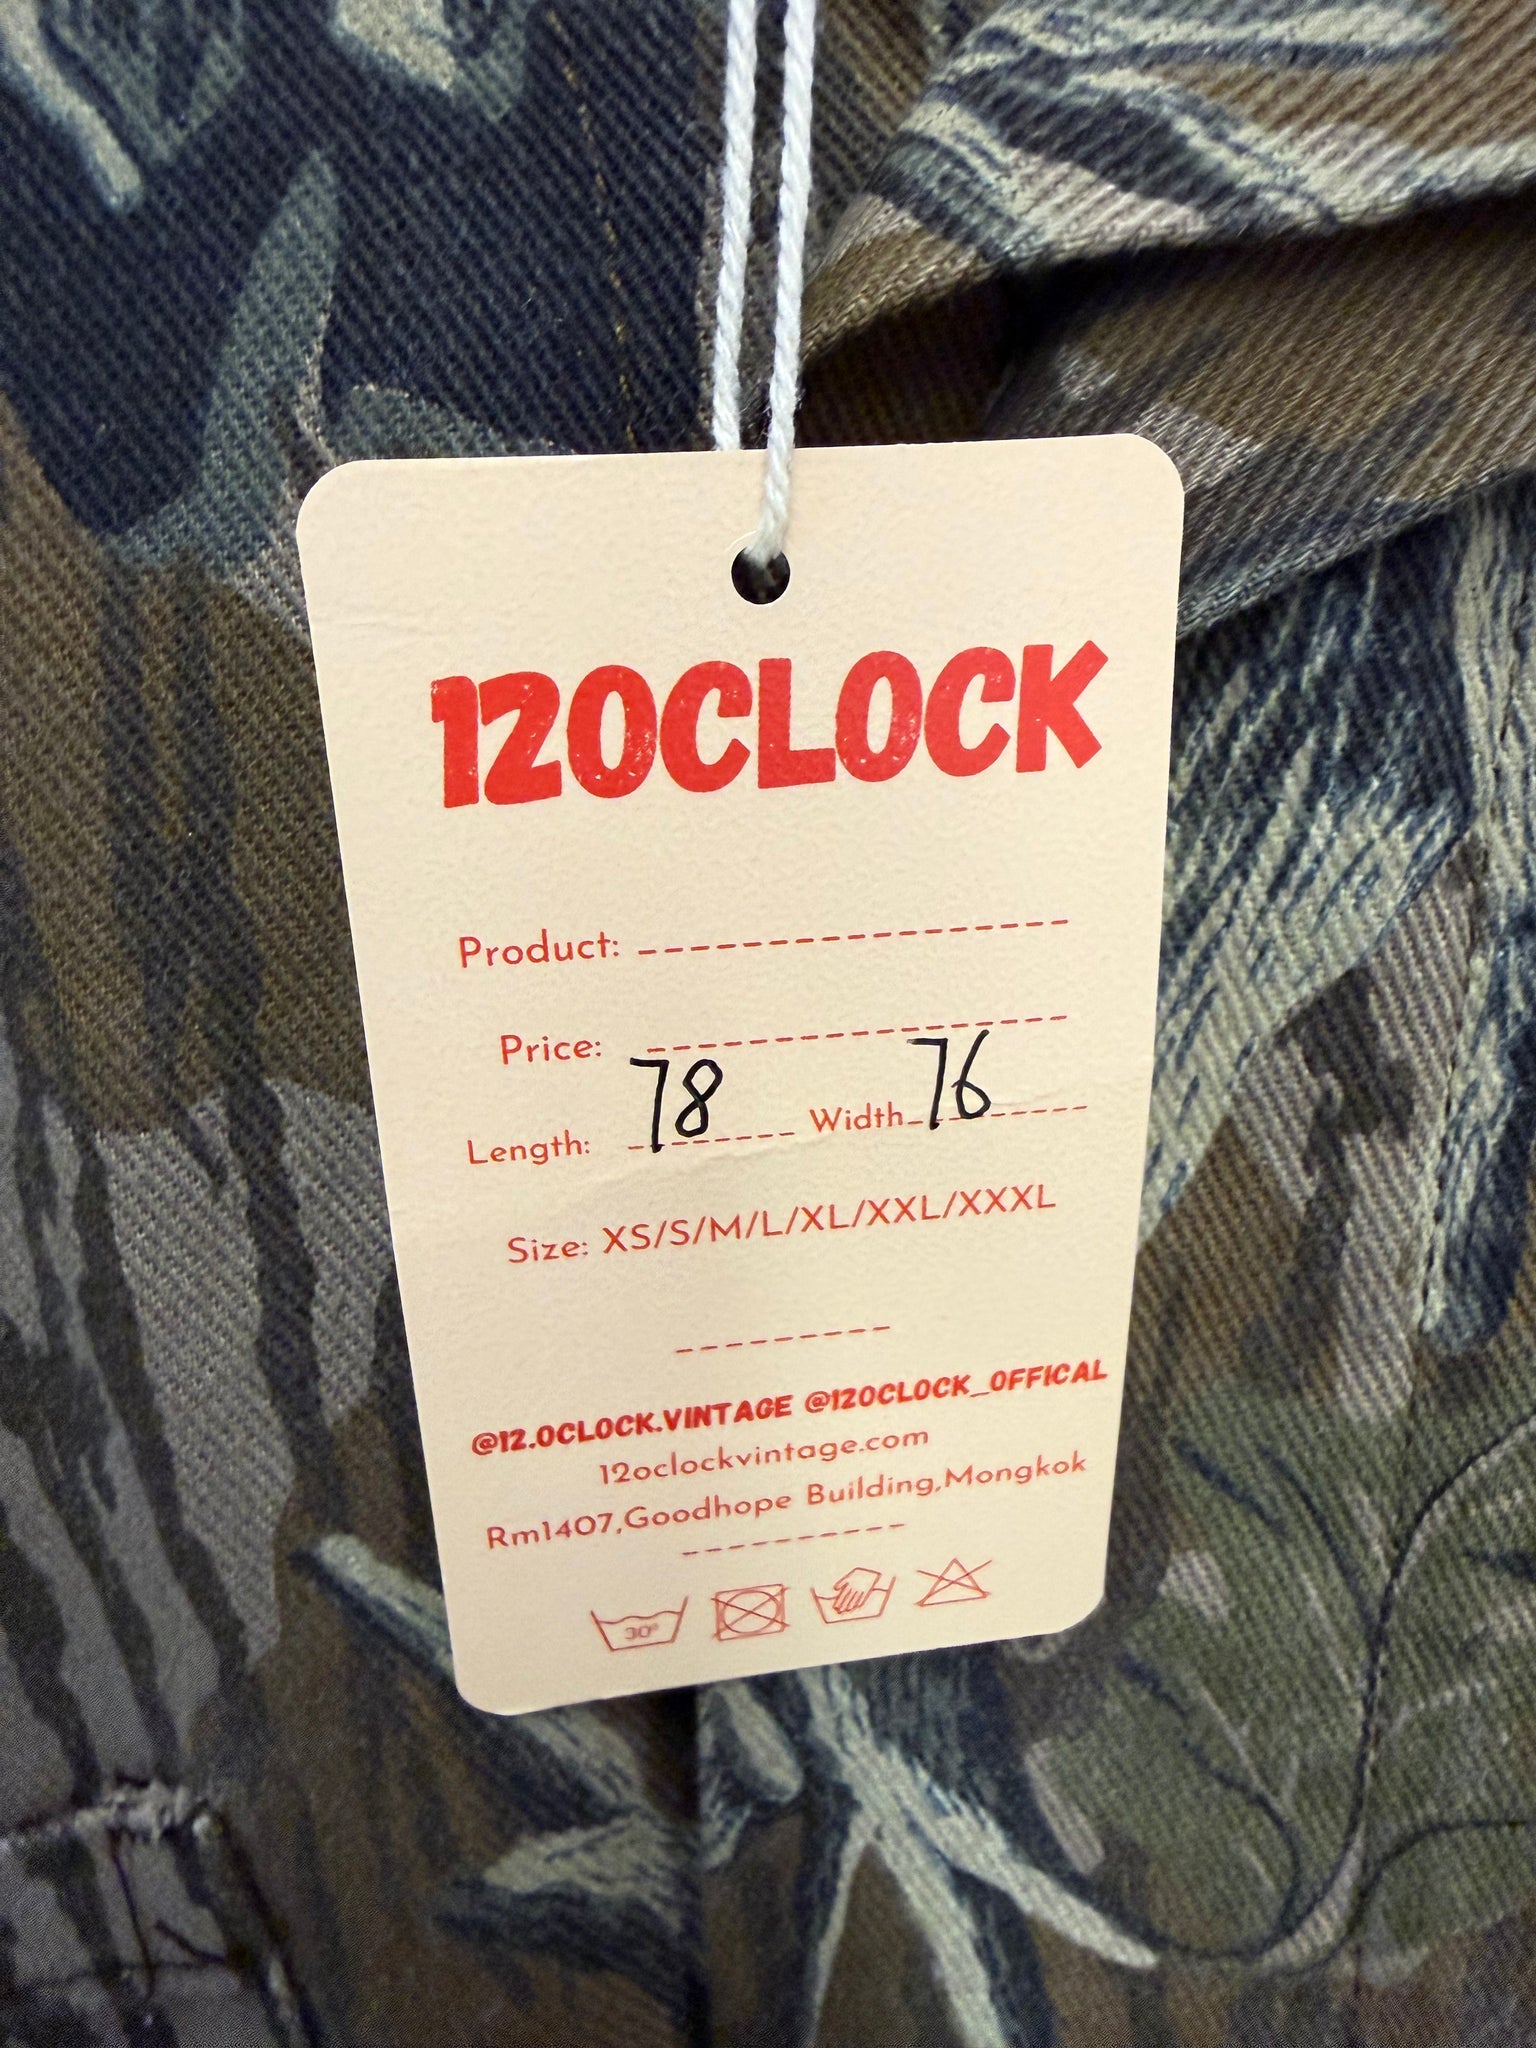 12OCLOCK
Product: -----------------
Price: -----------------
Length: 78 Width 76
Size: XS/S/M/L/XL/XXL/XXXL
---------
@12.OCLOCK.VINTAGE @12OCLOCK_OFFICAL
12oclockvintage.com
Rm1407,Goodhope Building,Mongkok
----------
30°